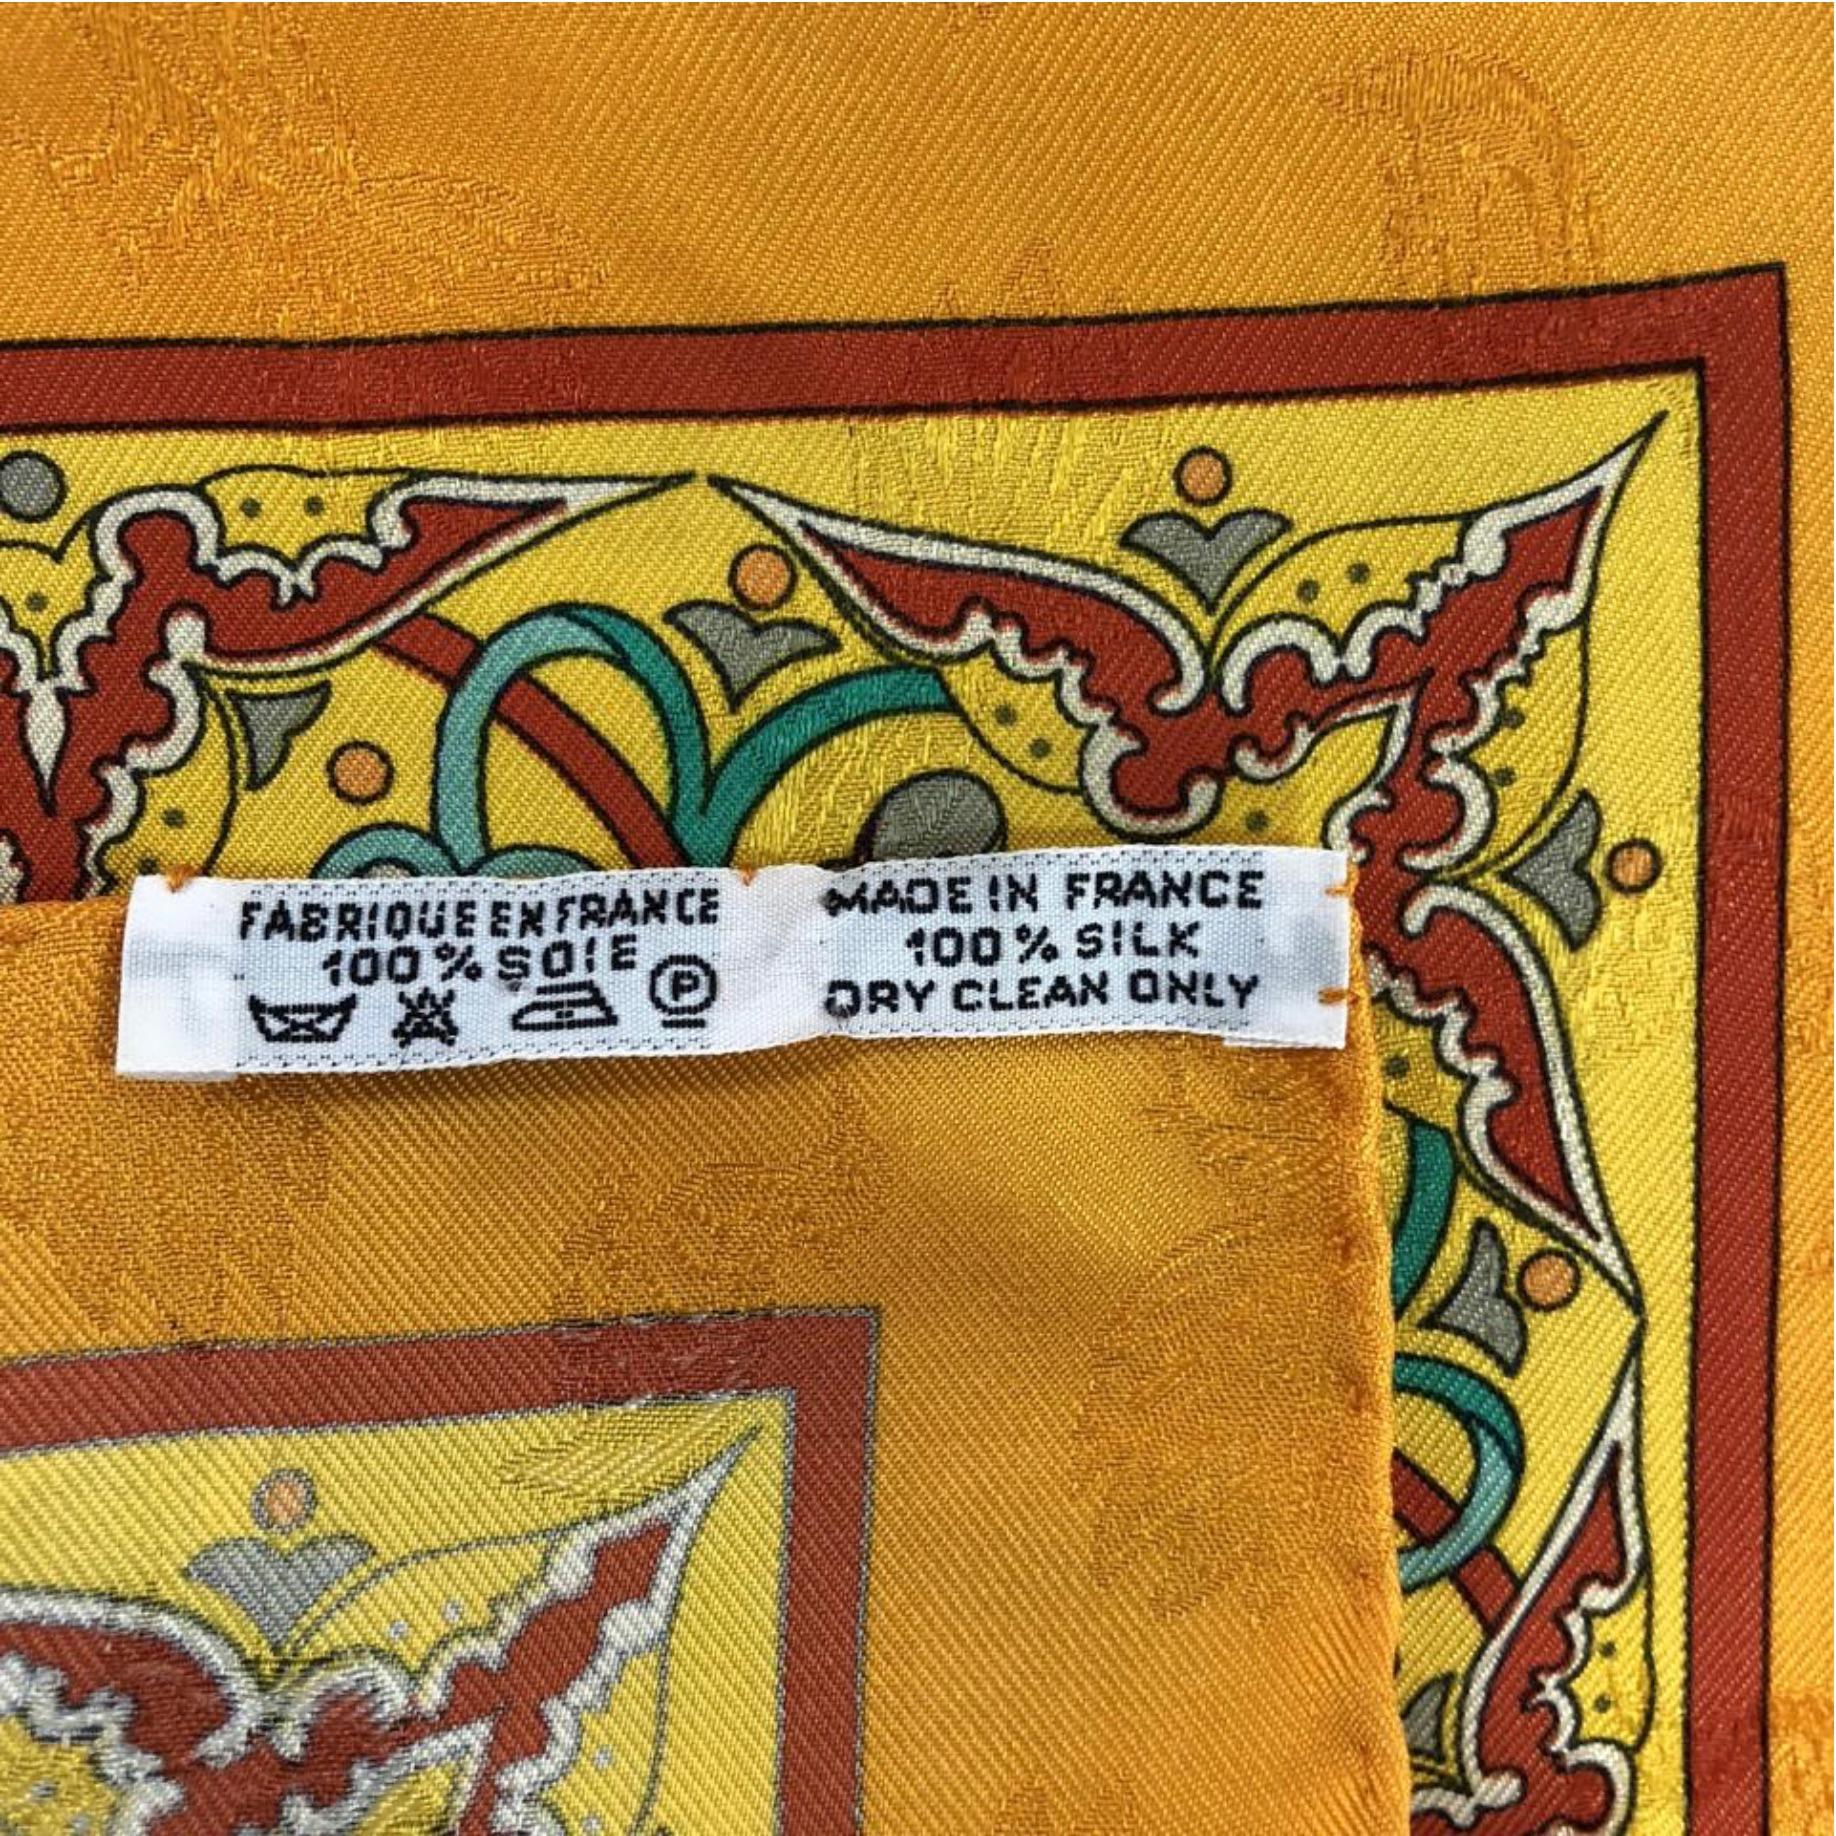 FABRIQUE EN FRANCE
100% SOIE
P
MADE IN FRANCE
100% SILK
DRY CLEAN ONLY